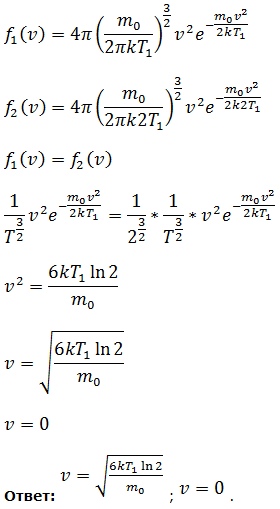 f₁(v) = 4π(m₀/(2πkT₁))^(3/2) v² e^(−m₀v²/(2kT₁))
f₂(v) = 4π(m₀/(2πk2T₁))^(3/2) v² e^(−m₀v²/(2k2T₁))
f₁(v) = f₂(v)
1/T^(3/2) v² e^(−m₀v²/(2kT₁)) = 1/2^(3/2) * 1/T^(3/2) * v² e^(−m₀v²/(2kT₁))
v² = 6kT₁ ln 2/m₀
v = √(6kT₁ ln 2/m₀)
v = 0
Ответ: v = √(6kT₁ ln 2/m₀) ; v = 0 .